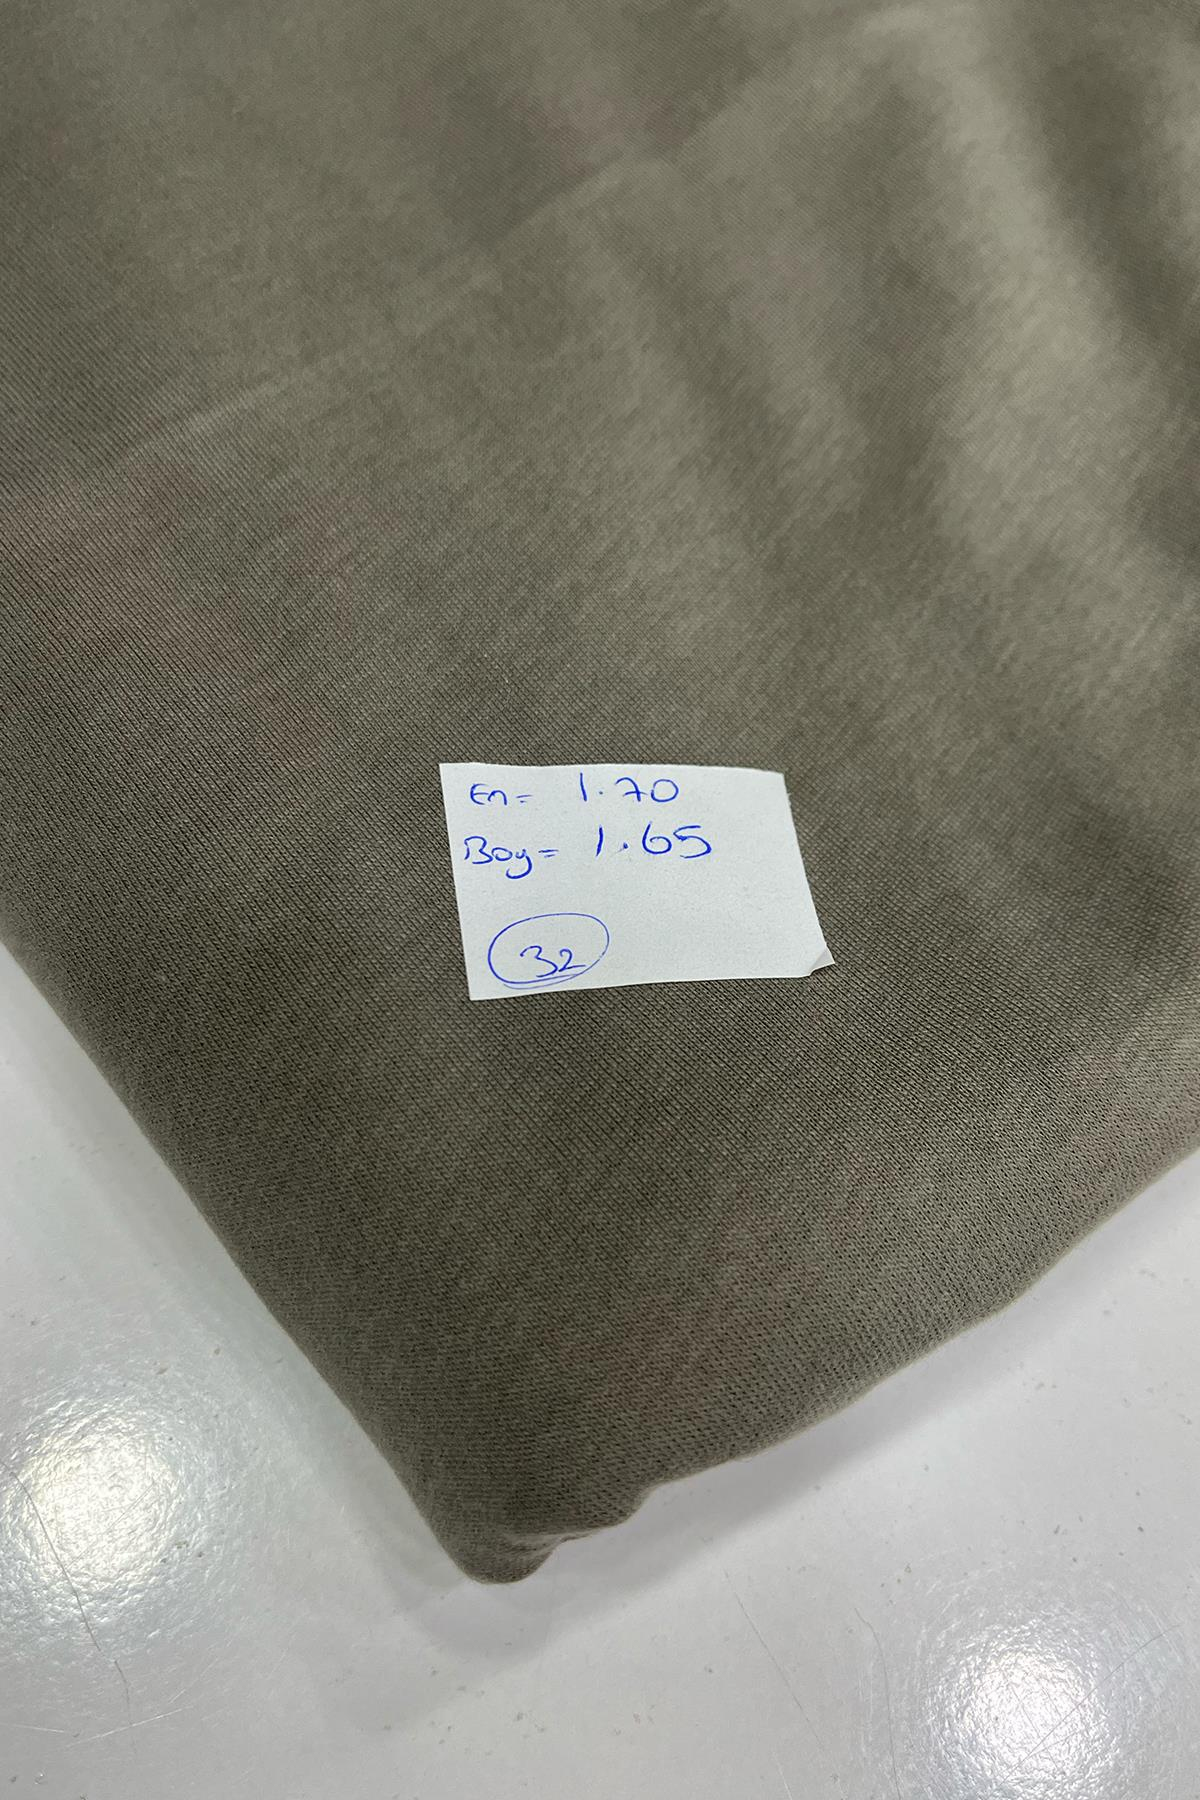 En= 1.70
Boy= 1.65
32